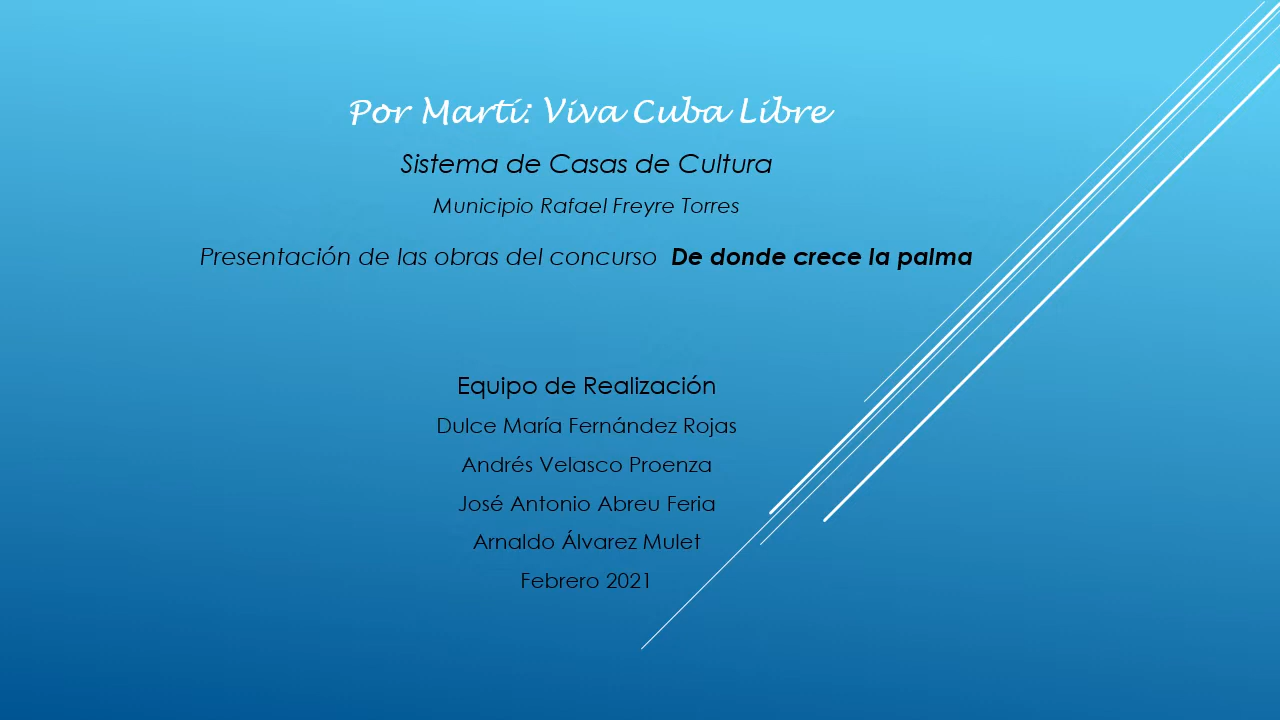 Por Martí: Viva Cuba Libre
Sistema de Casas de Cultura
Municipio Rafael Freyre Torres
Presentación de las obras del concurso De donde crece la palma
Equipo de Realización
Dulce María Fernández Rojas
Andrés Velasco Proenza
José Antonio Abreu Feria
Arnaldo Álvarez Mulet
Febrero 2021